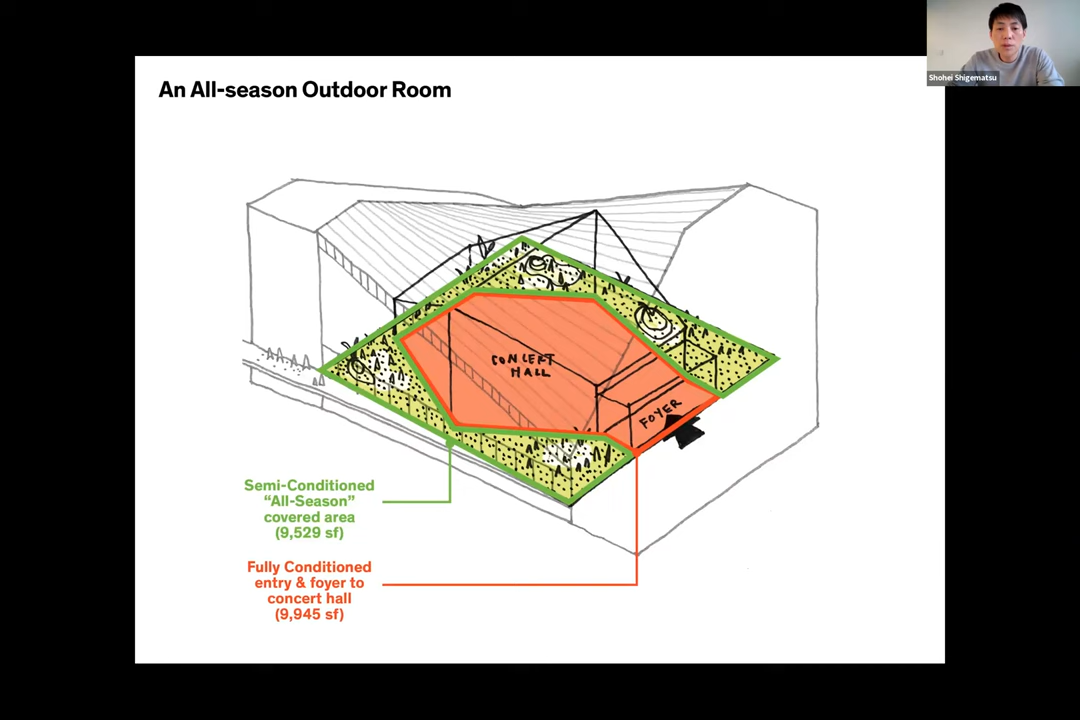 Shohei Shigematsu
An All-season Outdoor Room
CONCERT
HALL
FOYER
Semi-Conditioned
“All-Season”
covered area
(9,529 sf)
Fully Conditioned
entry & foyer to
concert hall
(9,945 sf)